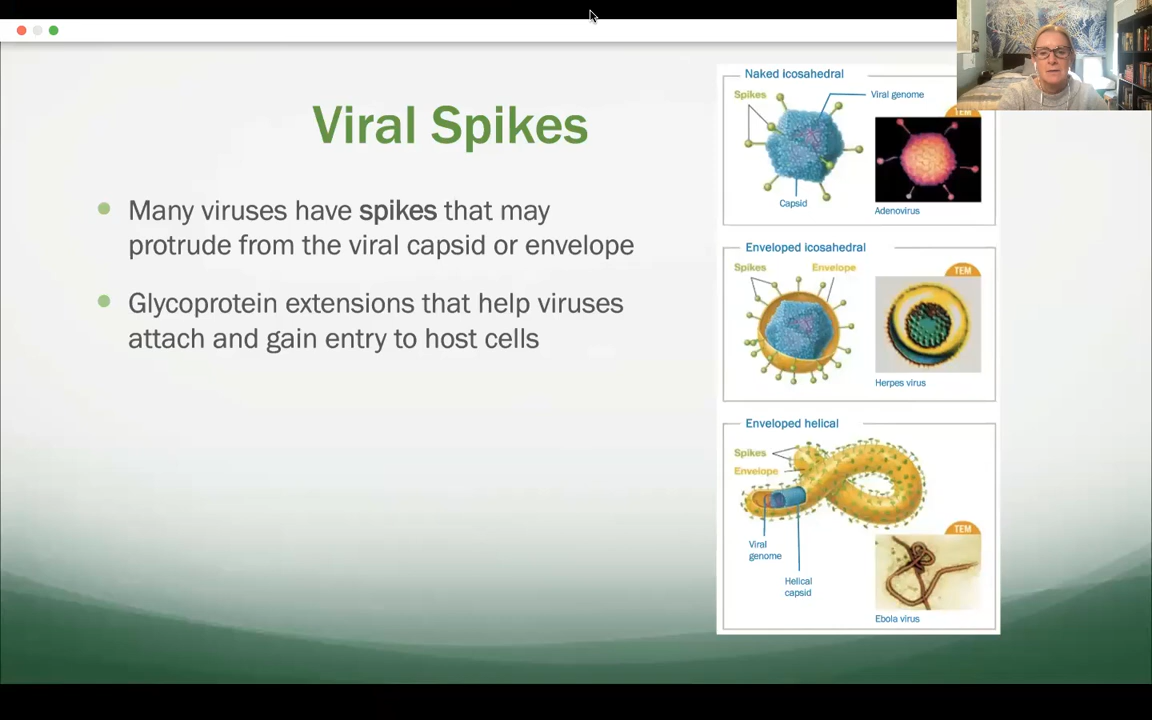 Viral Spikes
Many viruses have spikes that may
protrude from the viral capsid or envelope
Glycoprotein extensions that help viruses
attach and gain entry to host cells
Naked icosahedral
Spikes
Viral genome
TEM
Capsid
Adenovirus
Enveloped icosahedral
Spikes
Envelope
TEM
Herpes virus
Enveloped helical
Spikes
Envelope
TEM
Viral
genome
Helical
capsid
Ebola virus